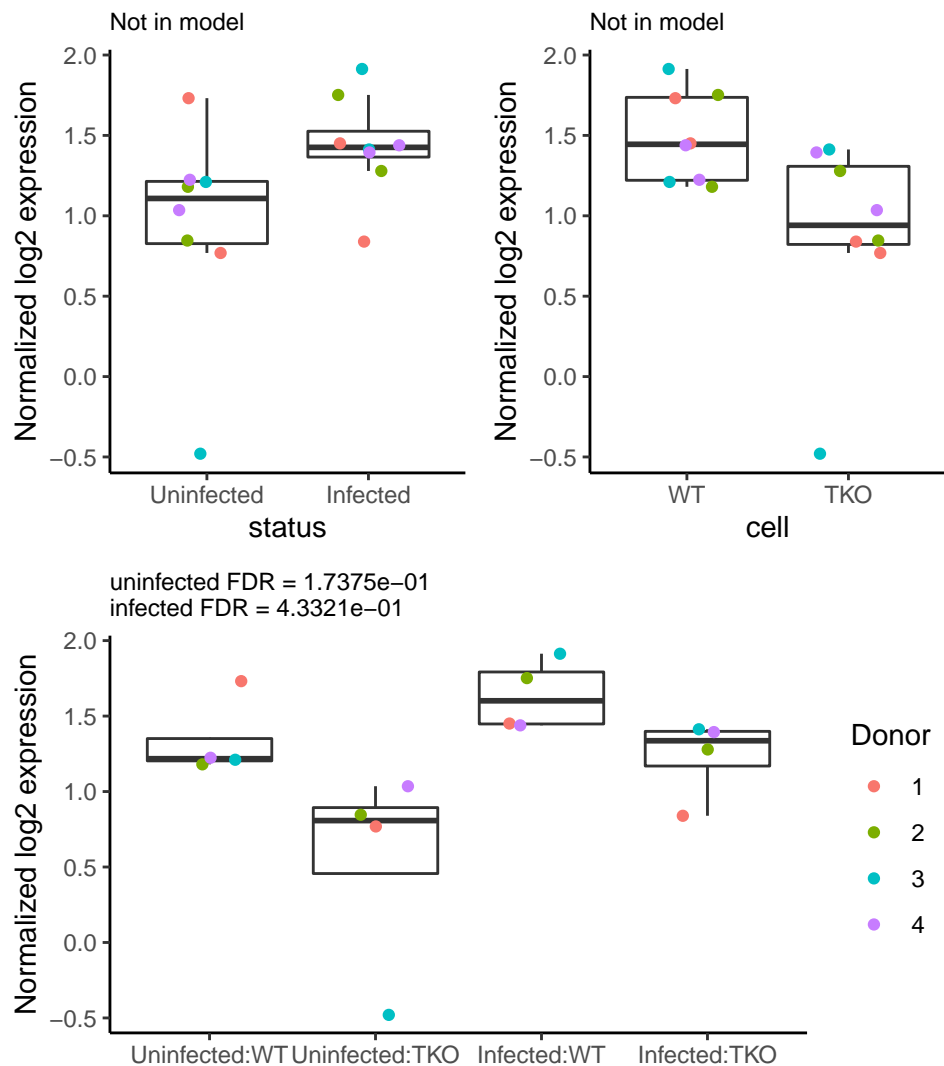 Not in model
Normalized log2 expression
2.0
1.5
1.0
0.5
0.0
−0.5
Uninfected Infected
status
Not in model
Normalized log2 expression
2.0
1.5
1.0
0.5
0.0
−0.5
WT TKO
cell
uninfected FDR = 1.7375e−01
infected FDR = 4.3321e−01
Normalized log2 expression
2.0
1.5
1.0
0.5
0.0
−0.5
Uninfected:WT Uninfected:TKO Infected:WT Infected:TKO
Donor
1
2
3
4